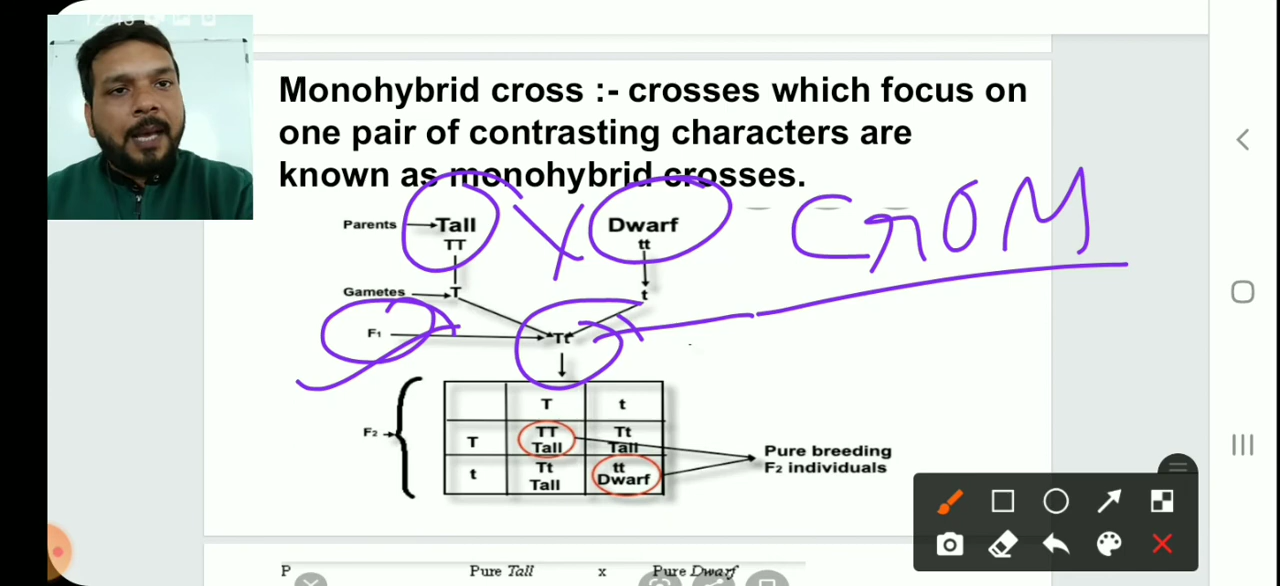 12:48
Monohybrid cross :- crosses which focus on
one pair of contrasting characters are
known as monohybrid crosses.
Parents Tall X Dwarf
TT tt
Gametes T t
F₁ Tt
T t
T TT Tt
Tall Tall
F₂
t Tt tt
Tall Dwarf
Pure breeding
F₂ individuals
P Pure Tall x Pure Dwarf